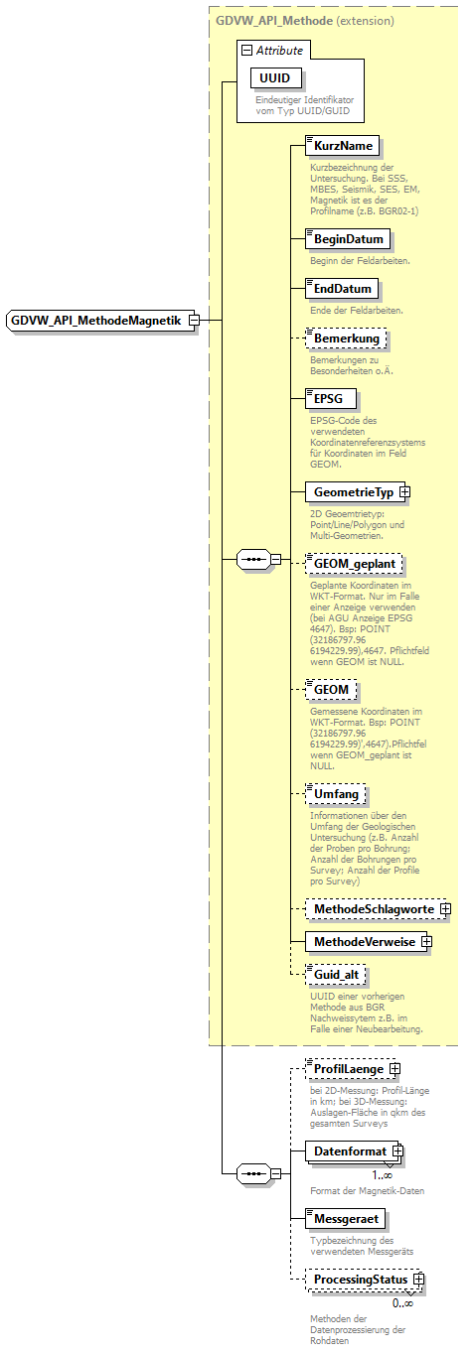 GDVW_API_Methode (extension)
Attribute
UUID
Eindeutiger Identifikator
vom Typ UUID/GUID
KurzName
Kurzbezeichnung der
Untersuchung. Bei SSS,
MBES, Seismik, SES, EM,
Magnetik ist es der
Profilname (z.B. BGR02-1)
BeginDatum
Beginn der Feldarbeiten.
GDVW_API_MethodeMagnetik
EndDatum
Ende der Feldarbeiten.
Bemerkung
Bemerkungen zu
Besonderheiten o.Ä.
EPSG
EPSG-Code des
verwendeten
Koordinatenreferenzsystems
für Koordinaten im Feld
GEOM.
GeometrieTyp
2D Geoemtrietyp:
Point/Line/Polygon und
Multi-Geometrien.
GEOM_geplant
Geplante Koordinaten im
WKT-Format. Nur im Falle
einer Anzeige verwenden
(bei AGU Anzeige EPSG
4647). Bsp: POINT
(32186797.96
6194229.99),4647. Pflichtfeld
wenn GEOM ist NULL.
GEOM
Gemessene Koordinaten im
WKT-Format. Bsp: POINT
(32186797.96
6194229.99)',4647).Pflichtfel
wenn GEOM_geplant ist
NULL.
Umfang
Informationen über den
Umfang der Geologischen
Untersuchung (z.B. Anzahl
der Proben pro Bohrung;
Anzahl der Bohrungen pro
Survey; Anzahl der Profile
pro Survey)
MethodeSchlagworte
MethodeVerweise
Guid_alt
UUID einer vorherigen
Methode aus BGR
Nachweissytem z.B. im
Falle einer Neubearbeitung.
ProfilLaenge
bei 2D-Messung: Profil-Länge
in km; bei 3D-Messung:
Auslagen-Fläche in qkm des
gesamten Surveys
Datenformat
1..∞
Format der Magnetik-Daten
Messgeraet
Typbezeichnung des
verwendeten Messgeräts
ProcessingStatus
0..∞
Methoden der
Datenprozessierung der
Rohdaten